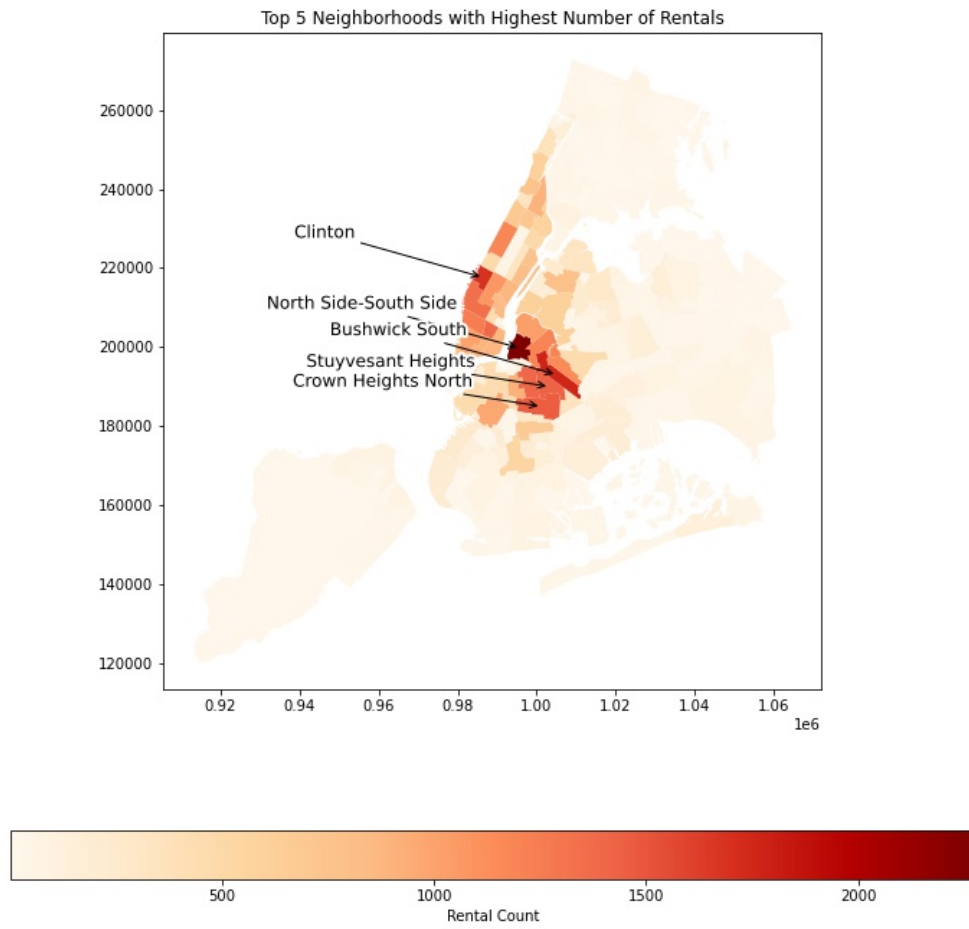 Top 5 Neighborhoods with Highest Number of Rentals
260000
240000
Clinton
220000
North Side-South Side
Bushwick South
200000
Stuyvesant Heights
Crown Heights North
180000
160000
140000
120000
0.92 0.94 0.96 0.98 1.00 1.02 1.04 1.06
1e6
500 1000 1500 2000
Rental Count